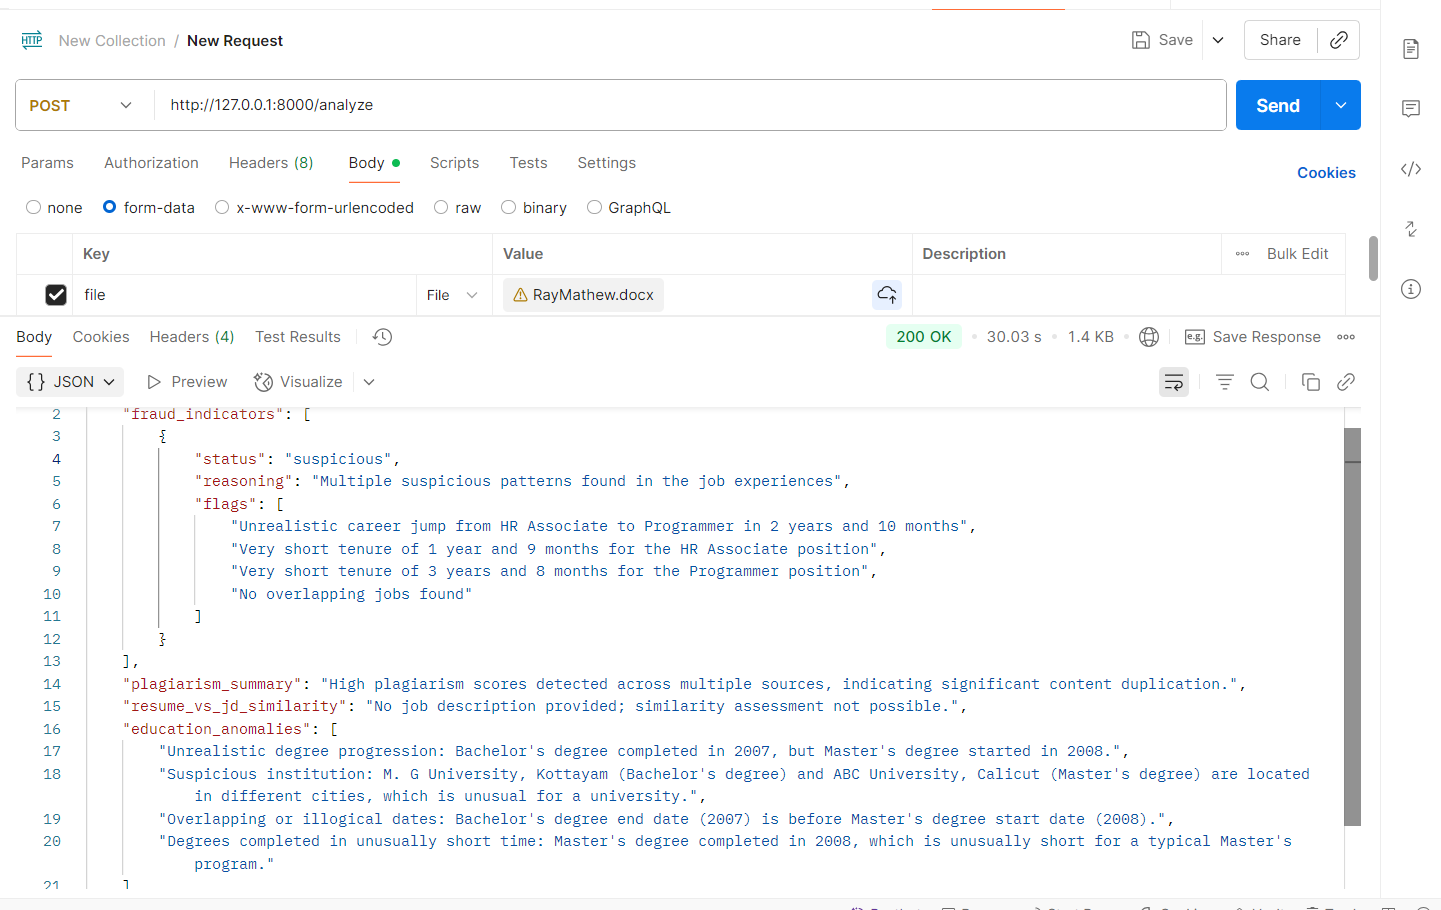 HTTP New Collection / New Request Save Share
POST http://127.0.0.1:8000/analyze Send
Params Authorization Headers (8) Body Scripts Tests Settings Cookies
none form-data x-www-form-urlencoded raw binary GraphQL
Key Value Description Bulk Edit
file File RayMathew.docx
Body Cookies Headers (4) Test Results 200 OK 30.03 s 1.4 KB e.g. Save Response
{} JSON Preview Visualize
2 "fraud_indicators": [
3 {
4 "status": "suspicious",
5 "reasoning": "Multiple suspicious patterns found in the job experiences",
6 "flags": [
7 "Unrealistic career jump from HR Associate to Programmer in 2 years and 10 months",
8 "Very short tenure of 1 year and 9 months for the HR Associate position",
9 "Very short tenure of 3 years and 8 months for the Programmer position",
10 "No overlapping jobs found"
11 ]
12 }
13 ],
14 "plagiarism_summary": "High plagiarism scores detected across multiple sources, indicating significant content duplication.",
15 "resume_vs_jd_similarity": "No job description provided; similarity assessment not possible.",
16 "education_anomalies": [
17 "Unrealistic degree progression: Bachelor's degree completed in 2007, but Master's degree started in 2008.",
18 "Suspicious institution: M. G University, Kottayam (Bachelor's degree) and ABC University, Calicut (Master's degree) are located
in different cities, which is unusual for a university.",
19 "Overlapping or illogical dates: Bachelor's degree end date (2007) is before Master's degree start date (2008).",
20 "Degrees completed in unusually short time: Master's degree completed in 2008, which is unusually short for a typical Master's
program."
21 ]